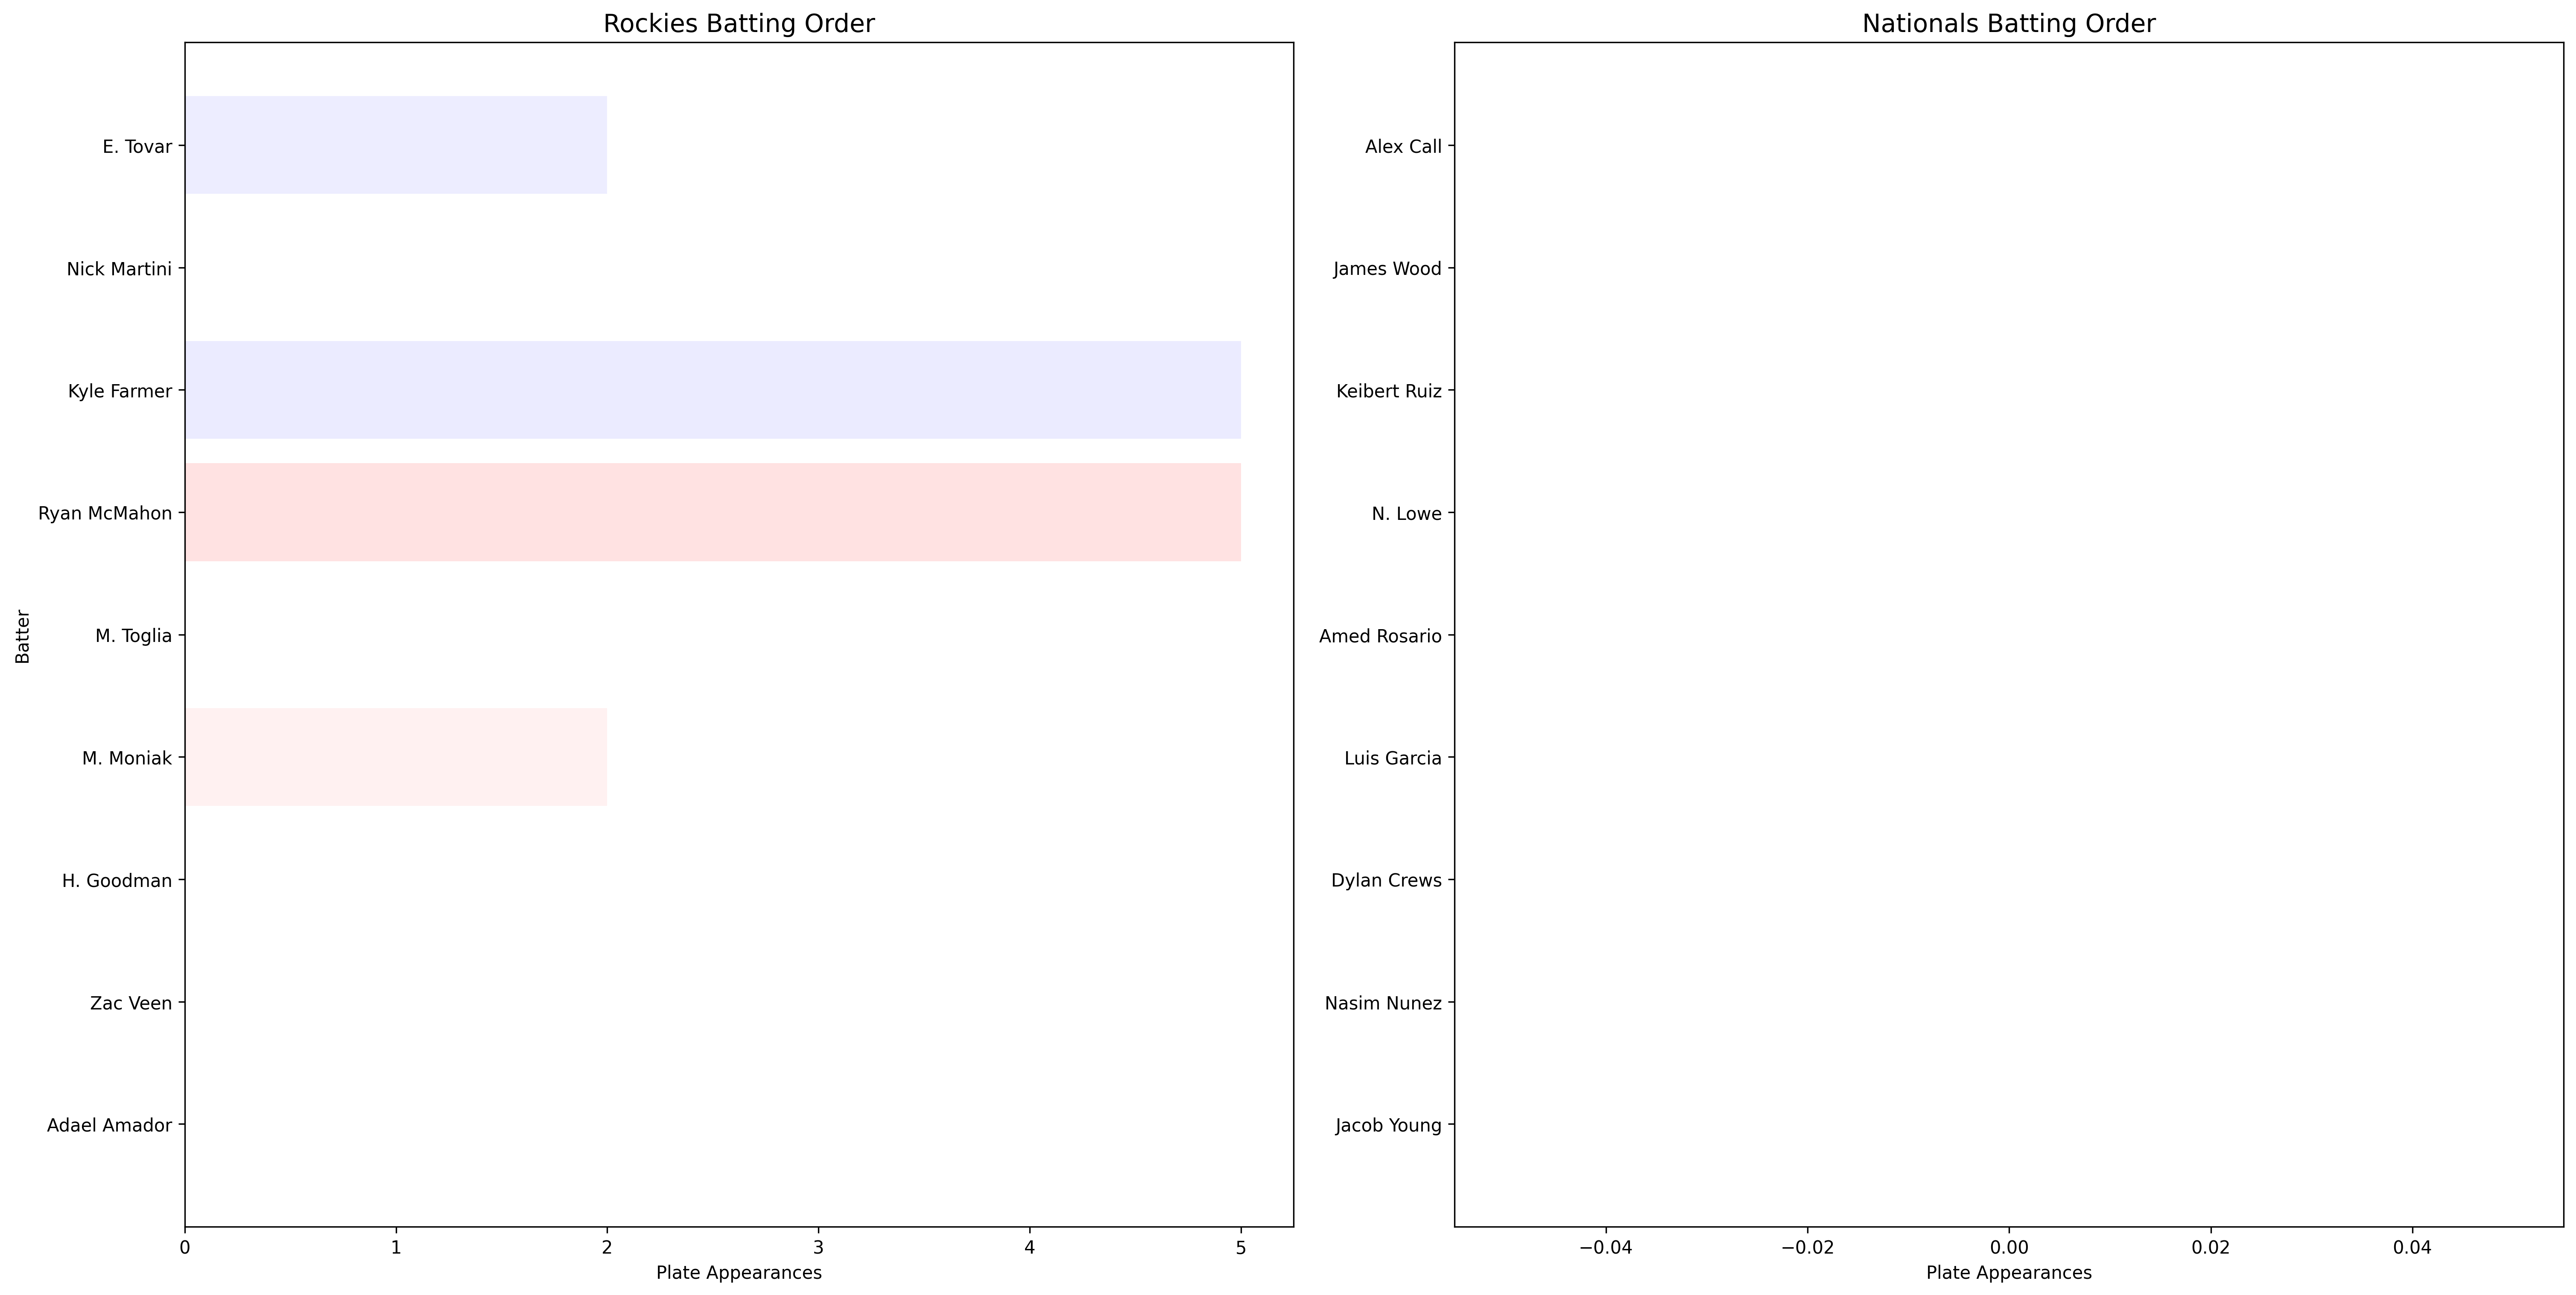 Rockies Batting Order
Batter
E. Tovar
Nick Martini
Kyle Farmer
Ryan McMahon
M. Toglia
M. Moniak
H. Goodman
Zac Veen
Adael Amador
0 1 2 3 4 5
Plate Appearances
Nationals Batting Order
Alex Call
James Wood
Keibert Ruiz
N. Lowe
Amed Rosario
Luis Garcia
Dylan Crews
Nasim Nunez
Jacob Young
−0.04 −0.02 0.00 0.02 0.04
Plate Appearances